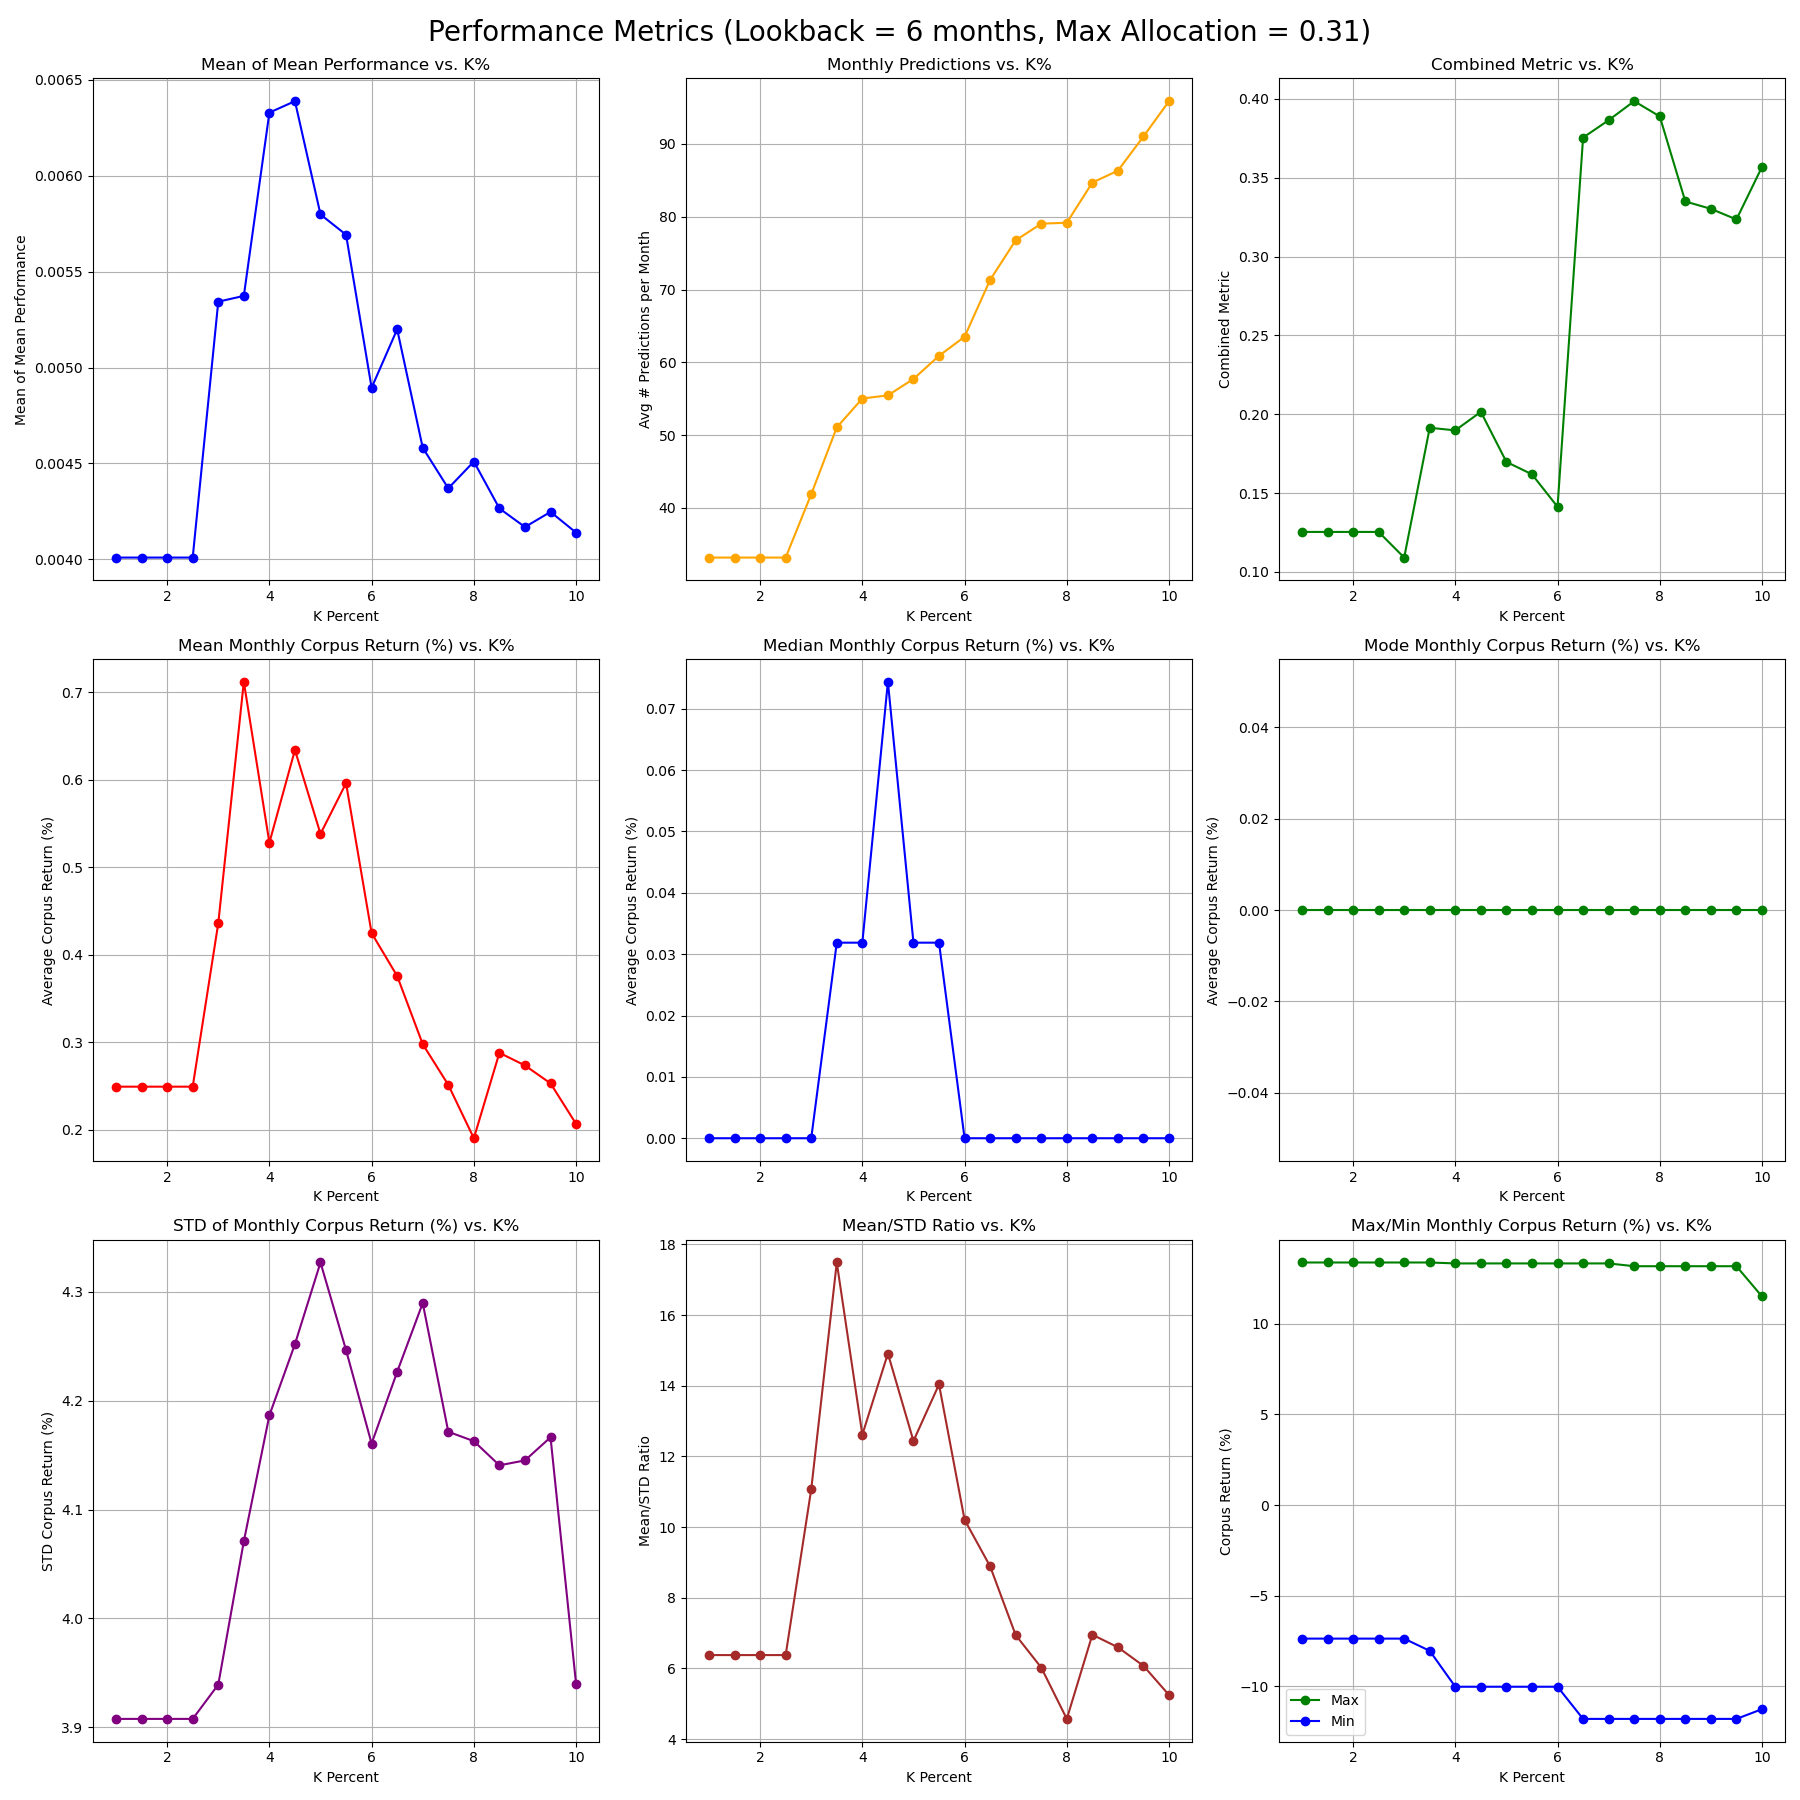 Performance Metrics (Lookback = 6 months, Max Allocation = 0.31)
Mean of Mean Performance vs. K%
Mean of Mean Performance
0.0065
0.0060
0.0055
0.0050
0.0045
0.0040
2 4 6 8 10
K Percent
Monthly Predictions vs. K%
Avg # Predictions per Month
90
80
70
60
50
40
2 4 6 8 10
K Percent
Combined Metric vs. K%
Combined Metric
0.40
0.35
0.30
0.25
0.20
0.15
0.10
2 4 6 8 10
K Percent
Mean Monthly Corpus Return (%) vs. K%
Average Corpus Return (%)
0.7
0.6
0.5
0.4
0.3
0.2
2 4 6 8 10
K Percent
Median Monthly Corpus Return (%) vs. K%
Average Corpus Return (%)
0.07
0.06
0.05
0.04
0.03
0.02
0.01
0.00
2 4 6 8 10
K Percent
Mode Monthly Corpus Return (%) vs. K%
Average Corpus Return (%)
0.04
0.02
0.00
−0.02
−0.04
2 4 6 8 10
K Percent
STD of Monthly Corpus Return (%) vs. K%
STD Corpus Return (%)
4.3
4.2
4.1
4.0
3.9
2 4 6 8 10
K Percent
Mean/STD Ratio vs. K%
Mean/STD Ratio
18
16
14
12
10
8
6
4
2 4 6 8 10
K Percent
Max/Min Monthly Corpus Return (%) vs. K%
Corpus Return (%)
10
5
0
−5
−10
Max
Min
2 4 6 8 10
K Percent